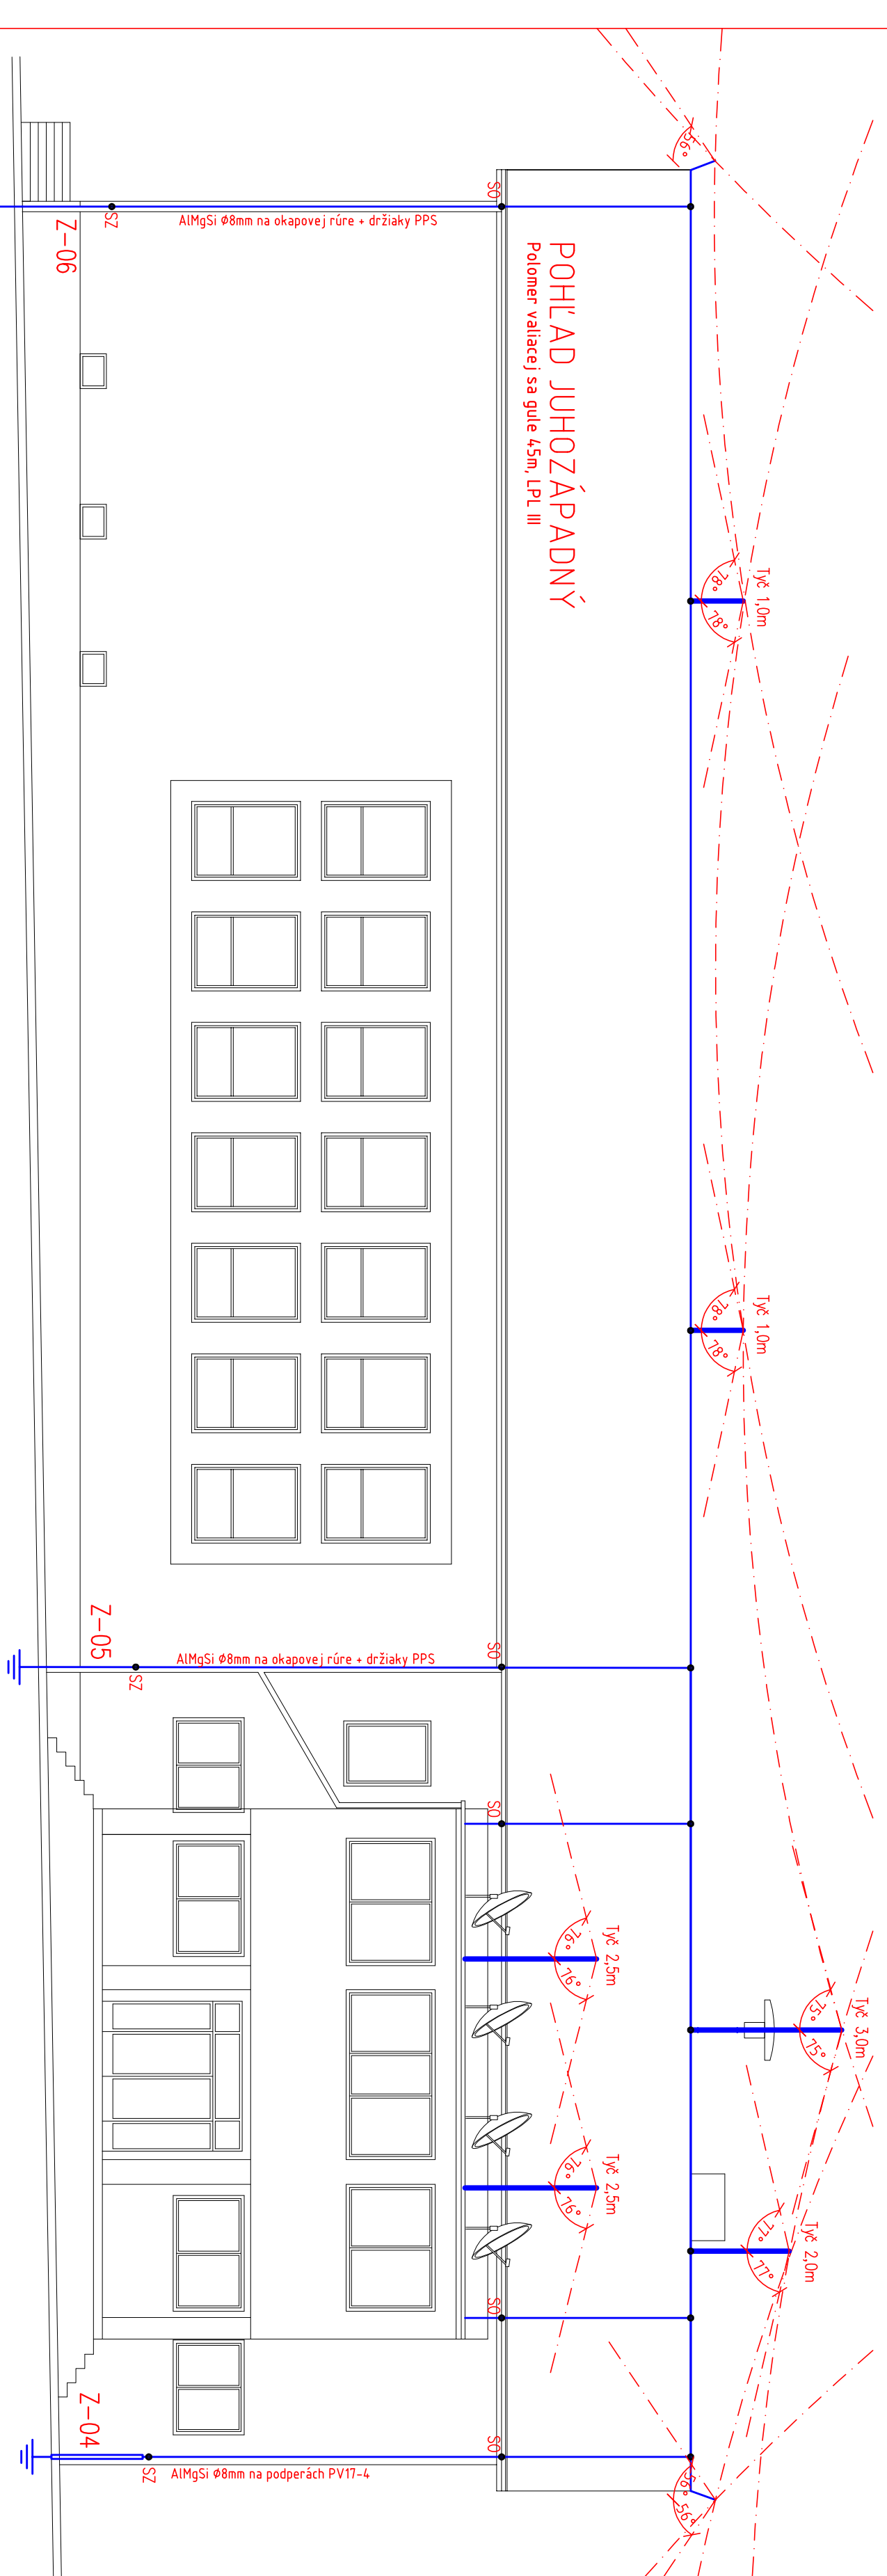 POHĽAD JUHOZÁPADNÝ
Polomer valiacej sa gule 45m, LPL III
56°
Tyč 1,0m
78°
78°
Tyč 1,0m
78°
78°
Tyč 3,0m
75°
75°
Tyč 2,0m
77°
77°
56°
56°
Tyč 2,5m
76°
76°
Tyč 2,5m
76°
76°
SO
SO
SO
SO
SO
AlMgSi Ø8mm na okapovej rúre + držiaky PPS
SZ
Z-06
AlMgSi Ø8mm na okapovej rúre + držiaky PPS
SZ
Z-05
AlMgSi Ø8mm na podperách PV17-4
SZ
Z-04